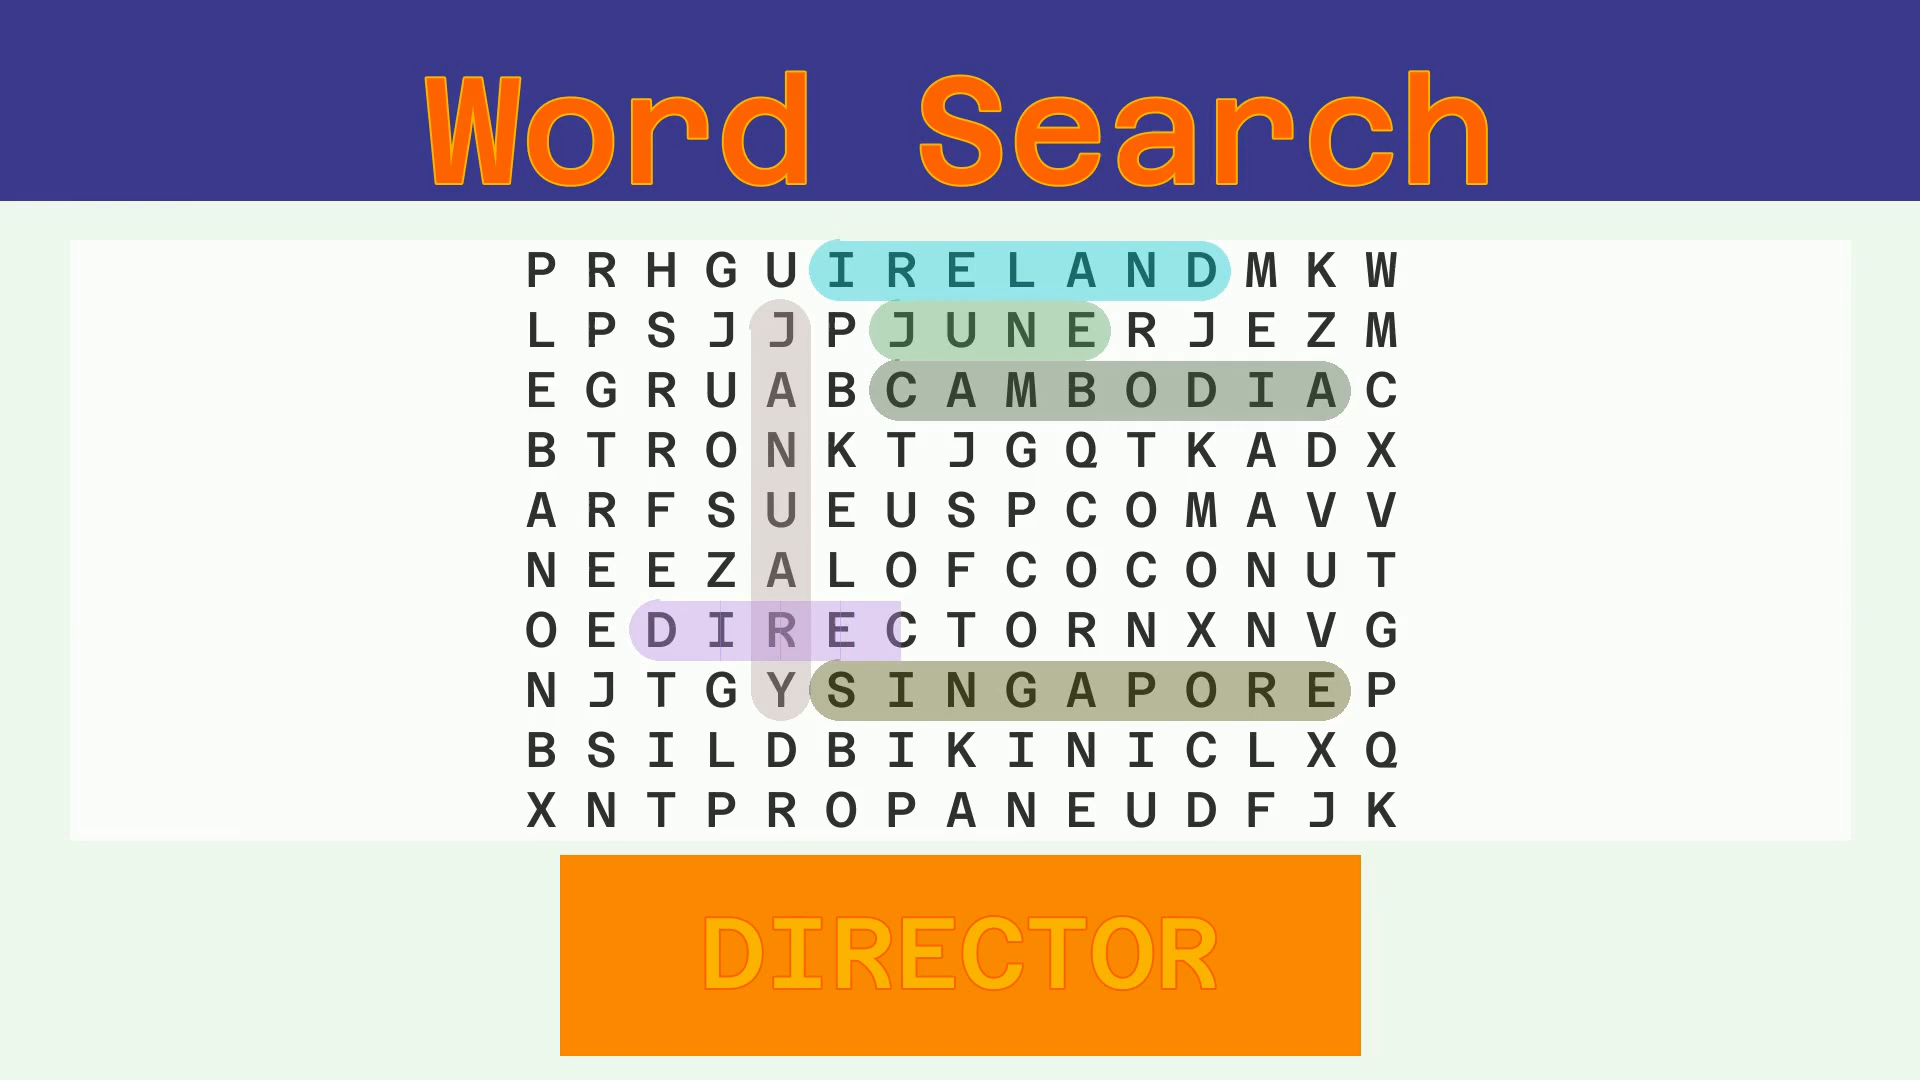 Word Search
P R H G U I R E L A N D M K W
L P S J J P J U N E R J E Z M
E G R U A B C A M B O D I A C
B T R O N K T J G Q T K A D X
A R F S U E U S P C O M A V V
N E E Z A L O F C O C O N U T
O E D I R E C T O R N X N V G
N J T G Y S I N G A P O R E P
B S I L D B I K I N I C L X Q
X N T P R O P A N E U D F J K
DIRECTOR